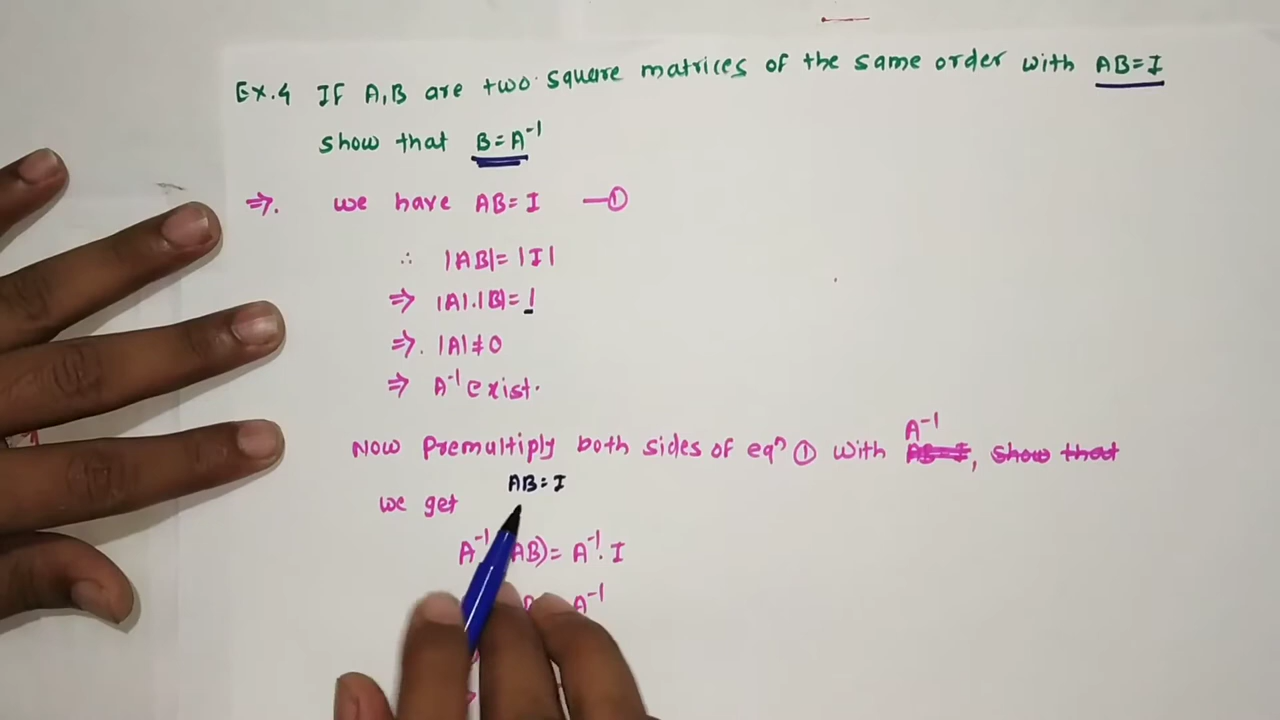 Ex.4 If A,B are two square matrices of the same order with AB=I
show that B=A⁻¹
⇒. we have AB=I —①
∴ |AB|=|I|
⇒ |A|.|B|=1
⇒. |A|≠0
⇒ A⁻¹ exist.
A⁻¹
Now premultiply both sides of eqⁿ ① with AB=I, show that
AB=I
we get
A⁻¹ AB)= A⁻¹. I
B = A⁻¹